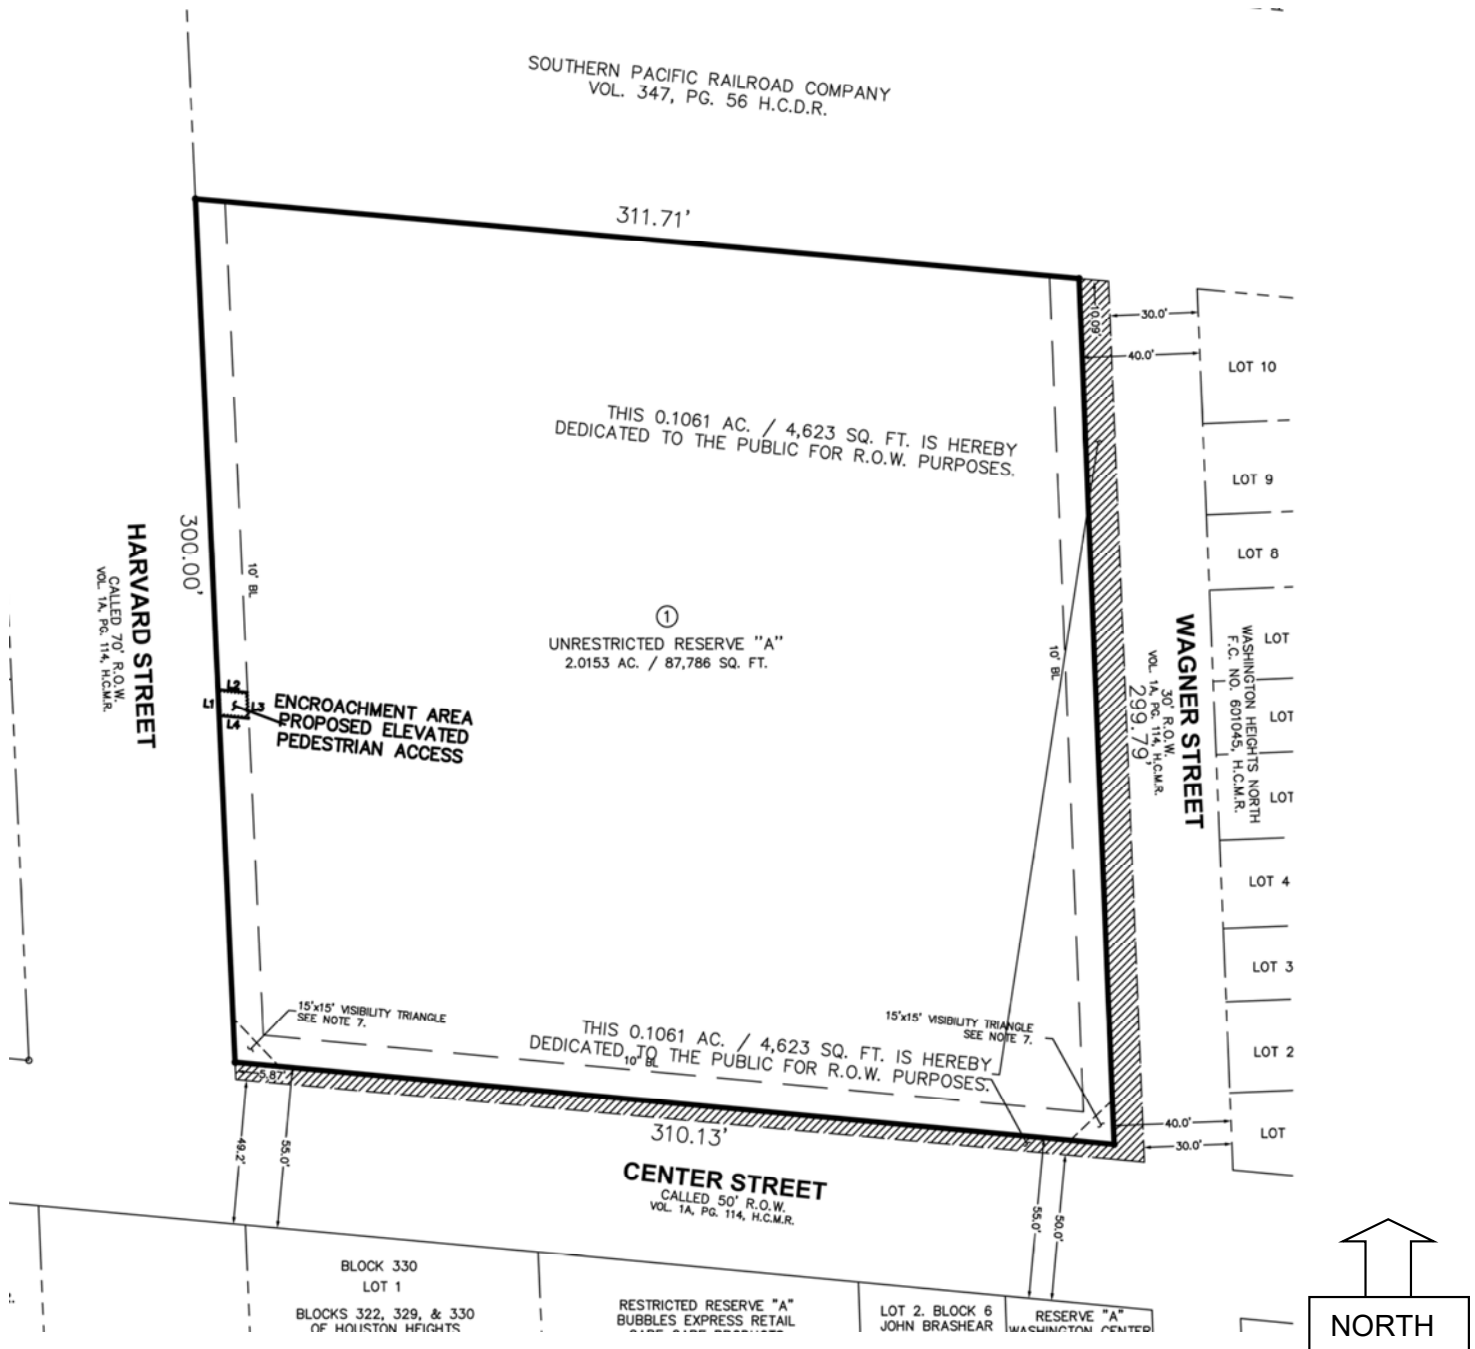 SOUTHERN PACIFIC RAILROAD COMPANY
VOL. 347, PG. 56 H.C.D.R.
311.71'
10.09'
30.0'
40.0'
LOT 10
THIS 0.1061 AC. / 4,623 SQ. FT. IS HEREBY
DEDICATED TO THE PUBLIC FOR R.O.W. PURPOSES.
LOT 9
LOT 8
HARVARD STREET
CALLED 70' R.O.W.
VOL. 1A, PG. 114, H.C.M.R.
300.00'
10' BL
1
UNRESTRICTED RESERVE "A"
2.0153 AC. / 87,786 SQ. FT.
10' BL
WAGNER STREET
30' R.O.W.
VOL. 1A, PG. 114, H.C.M.R.
299.79'
WASHINGTON HEIGHTS NORTH
F.C. NO. 601045, H.C.M.R.
LOT
LOT
LOT
L2
L1
L3
L4
ENCROACHMENT AREA
PROPOSED ELEVATED
PEDESTRIAN ACCESS
LOT 4
LOT 3
LOT 2
LOT
15'x15' VISIBILITY TRIANGLE
SEE NOTE 7.
THIS 0.1061 AC. / 4,623 SQ. FT. IS HEREBY
DEDICATED TO THE PUBLIC FOR R.O.W. PURPOSES.
10' BL
15'x15' VISIBILITY TRIANGLE
SEE NOTE 7.
5.87'
49.2'
55.0'
310.13'
40.0'
30.0'
CENTER STREET
CALLED 50' R.O.W.
VOL. 1A, PG. 114, H.C.M.R.
55.0'
50.0'
BLOCK 330
LOT 1
BLOCKS 322, 329, & 330
OF HOUSTON HEIGHTS
RESTRICTED RESERVE "A"
BUBBLES EXPRESS RETAIL
LOT 2. BLOCK 6
JOHN BRASHEAR
RESERVE "A"
WASHINGTON CENTER
NORTH